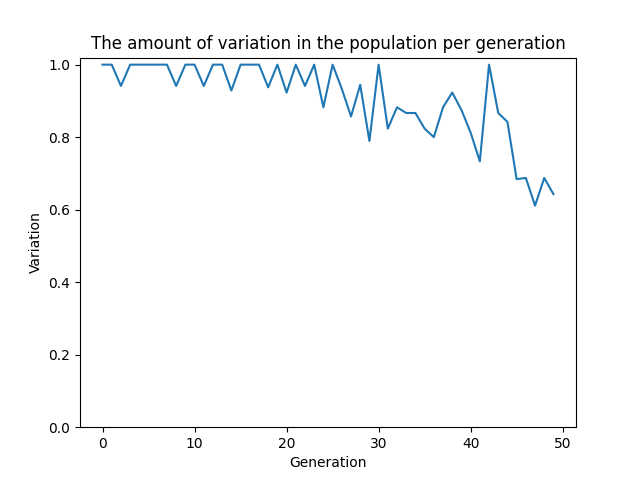 The amount of variation in the population per generation
1.0
0.8
0.6
0.4
0.2
0.0
Variation
0 10 20 30 40 50
Generation